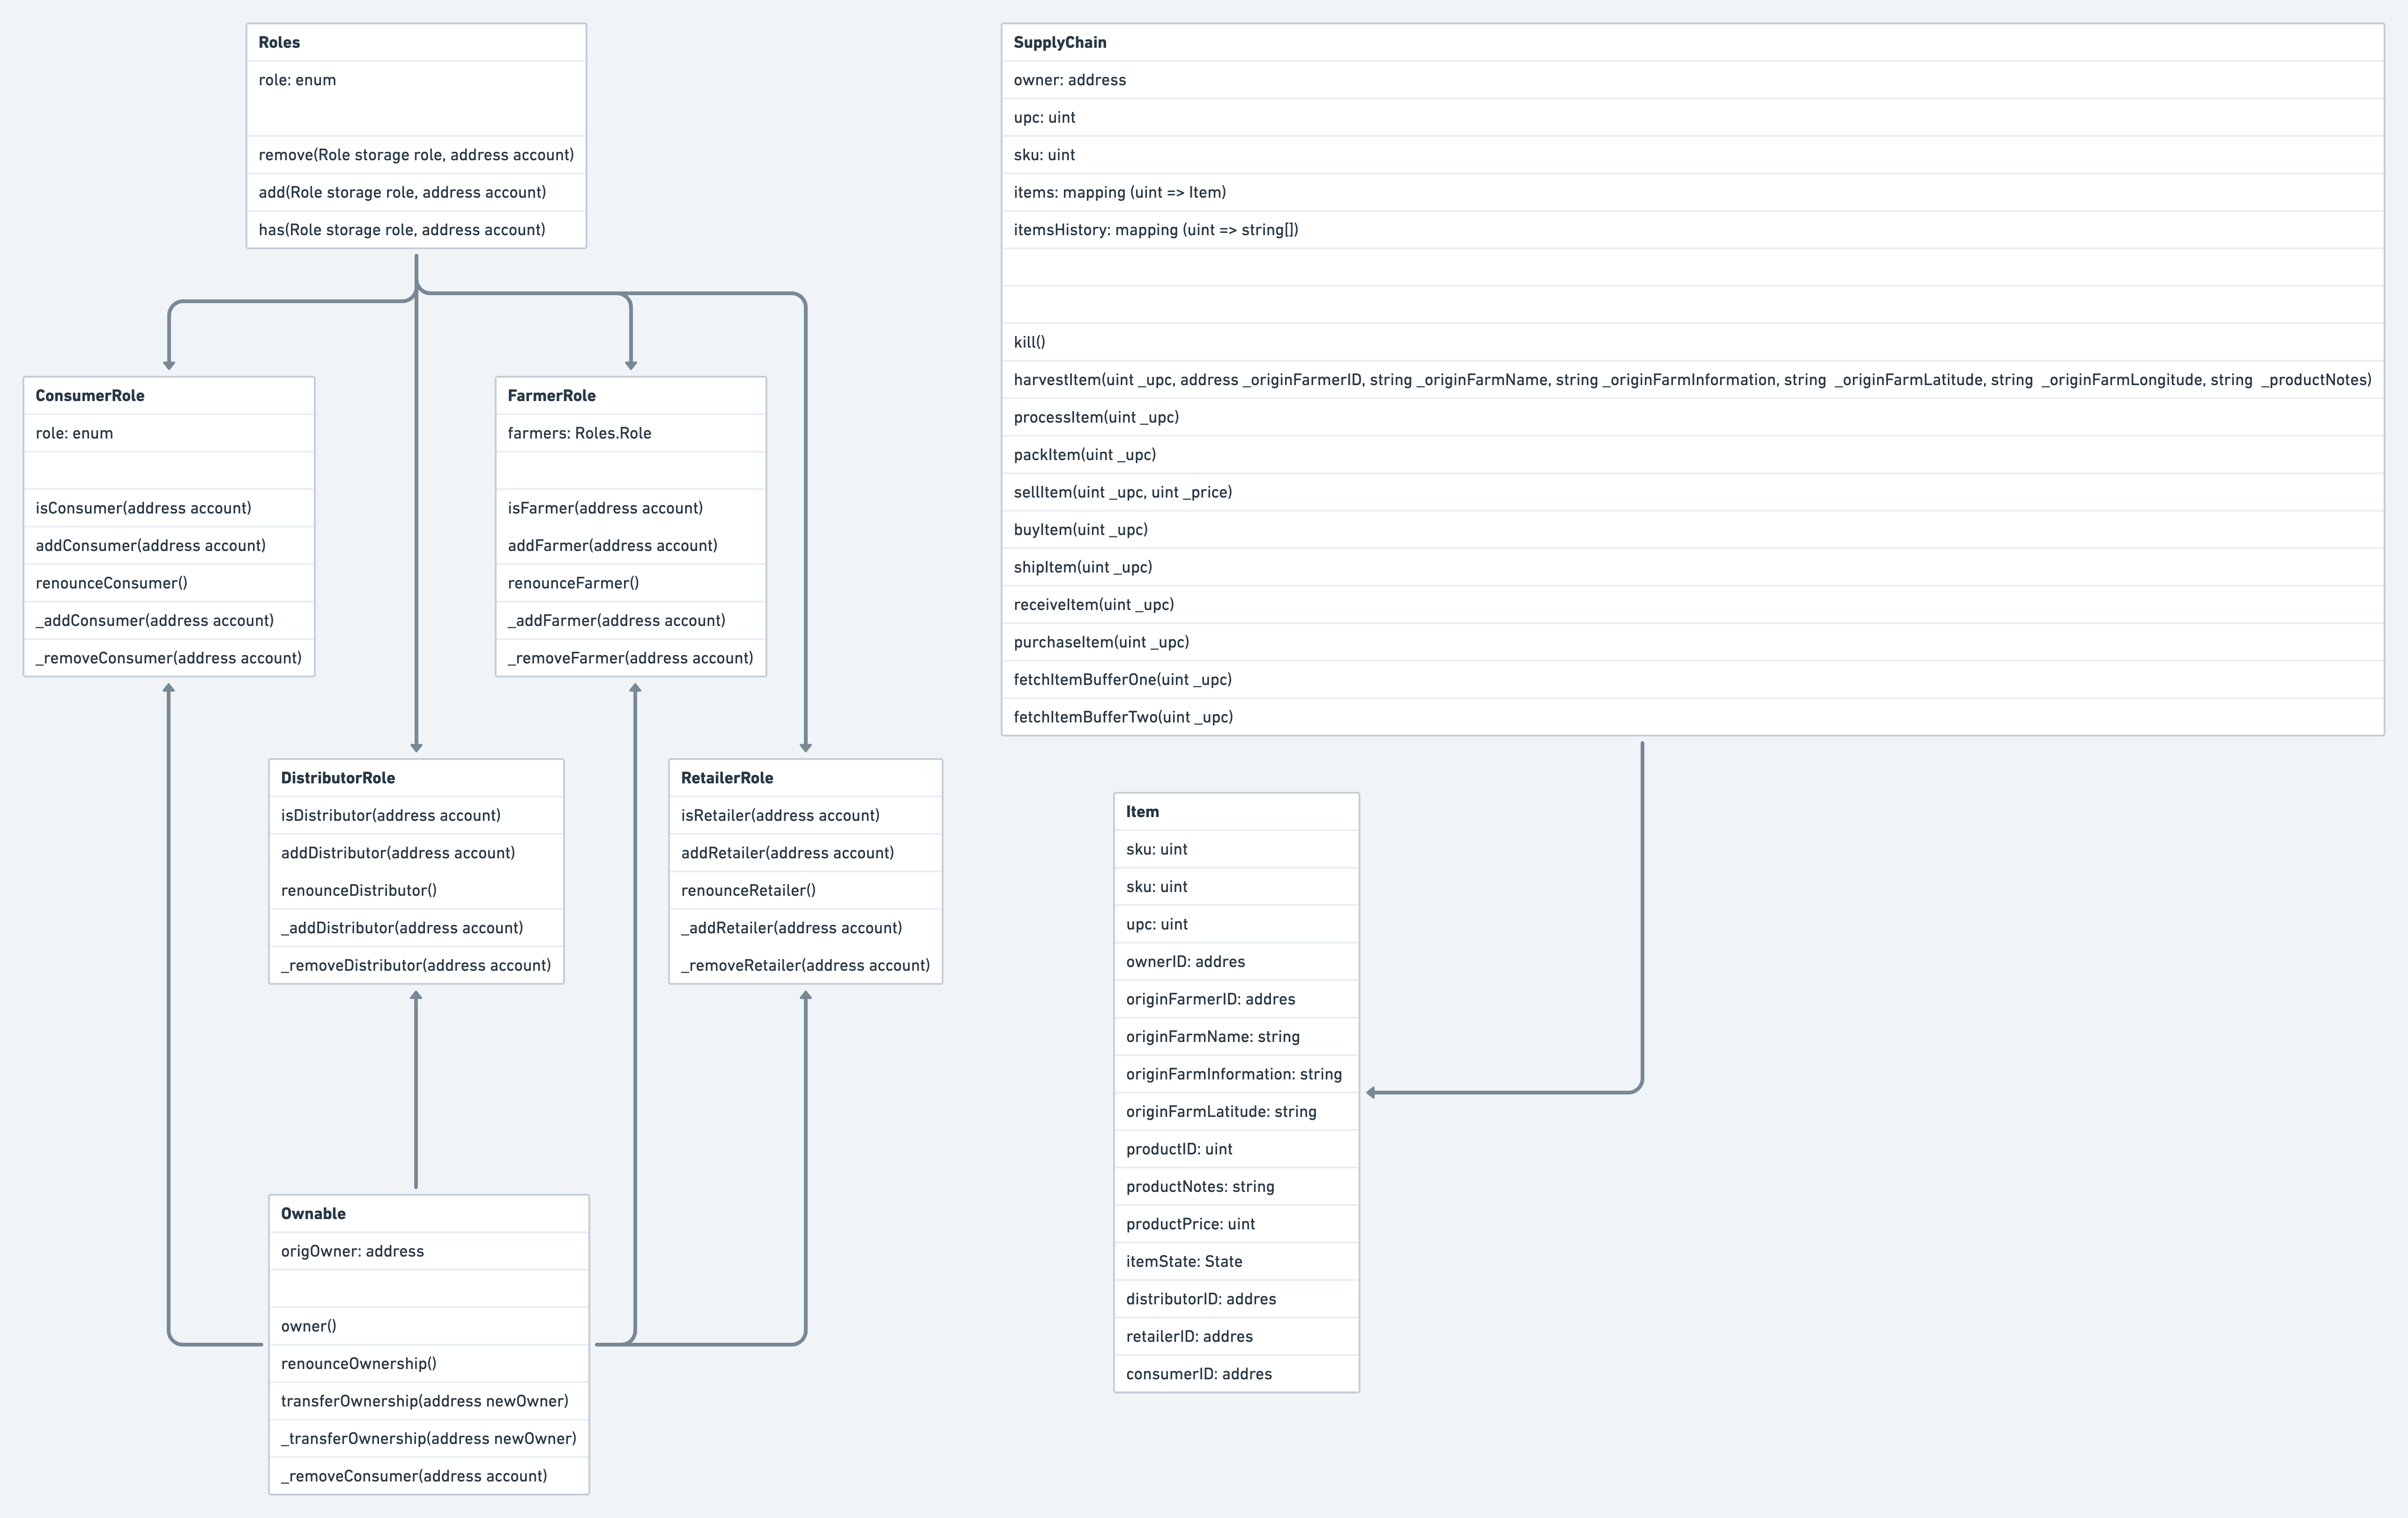 Roles
role: enum
remove(Role storage role, address account)
add(Role storage role, address account)
has(Role storage role, address account)
ConsumerRole
role: enum
isConsumer(address account)
addConsumer(address account)
renounceConsumer()
_addConsumer(address account)
_removeConsumer(address account)
FarmerRole
farmers: Roles.Role
isFarmer(address account)
addFarmer(address account)
renounceFarmer()
_addFarmer(address account)
_removeFarmer(address account)
DistributorRole
isDistributor(address account)
addDistributor(address account)
renounceDistributor()
_addDistributor(address account)
_removeDistributor(address account)
RetailerRole
isRetailer(address account)
addRetailer(address account)
renounceRetailer()
_addRetailer(address account)
_removeRetailer(address account)
Ownable
origOwner: address
owner()
renounceOwnership()
transferOwnership(address newOwner)
_transferOwnership(address newOwner)
_removeConsumer(address account)
SupplyChain
owner: address
upc: uint
sku: uint
items: mapping (uint => Item)
itemsHistory: mapping (uint => string[])
kill()
harvestItem(uint _upc, address _originFarmerID, string _originFarmName, string _originFarmInformation, string  _originFarmLatitude, string  _originFarmLongitude, string  _productNotes)
processItem(uint _upc)
packItem(uint _upc)
sellItem(uint _upc, uint _price)
buyItem(uint _upc)
shipItem(uint _upc)
receiveItem(uint _upc)
purchaseItem(uint _upc)
fetchItemBufferOne(uint _upc)
fetchItemBufferTwo(uint _upc)
Item
sku: uint
sku: uint
upc: uint
ownerID: addres
originFarmerID: addres
originFarmName: string
originFarmInformation: string
originFarmLatitude: string
productID: uint
productNotes: string
productPrice: uint
itemState: State
distributorID: addres
retailerID: addres
consumerID: addres